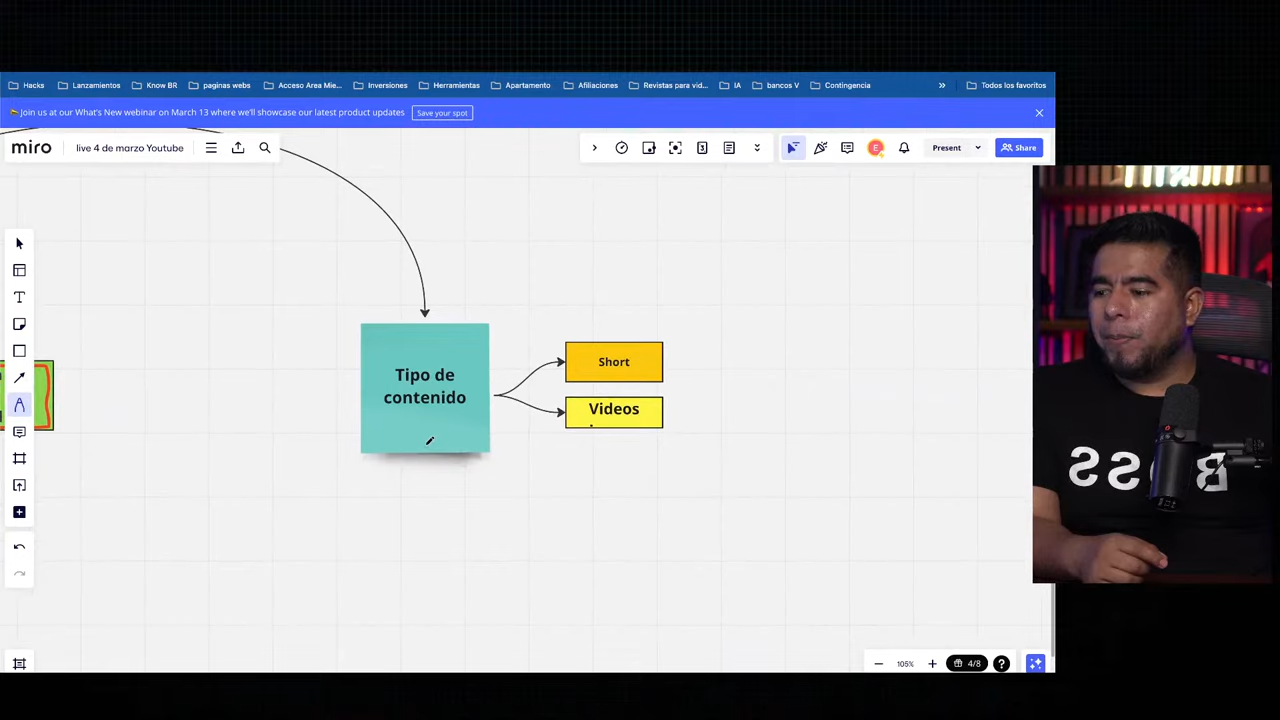 Hacks Lanzamientos Know BR paginas webs Acceso Area Mie... Inversiones Herramientas Apartamento Afiliaciones Revistas para vid... IA bancos V Contingencia » Todos los favoritos
Join us at our What's New webinar on March 13 where we'll showcase our latest product updates Save your spot
miro live 4 de marzo Youtube 3 E Present Share
Tipo de
contenido
Short
Videos
105% 4/8 ?
BOSS